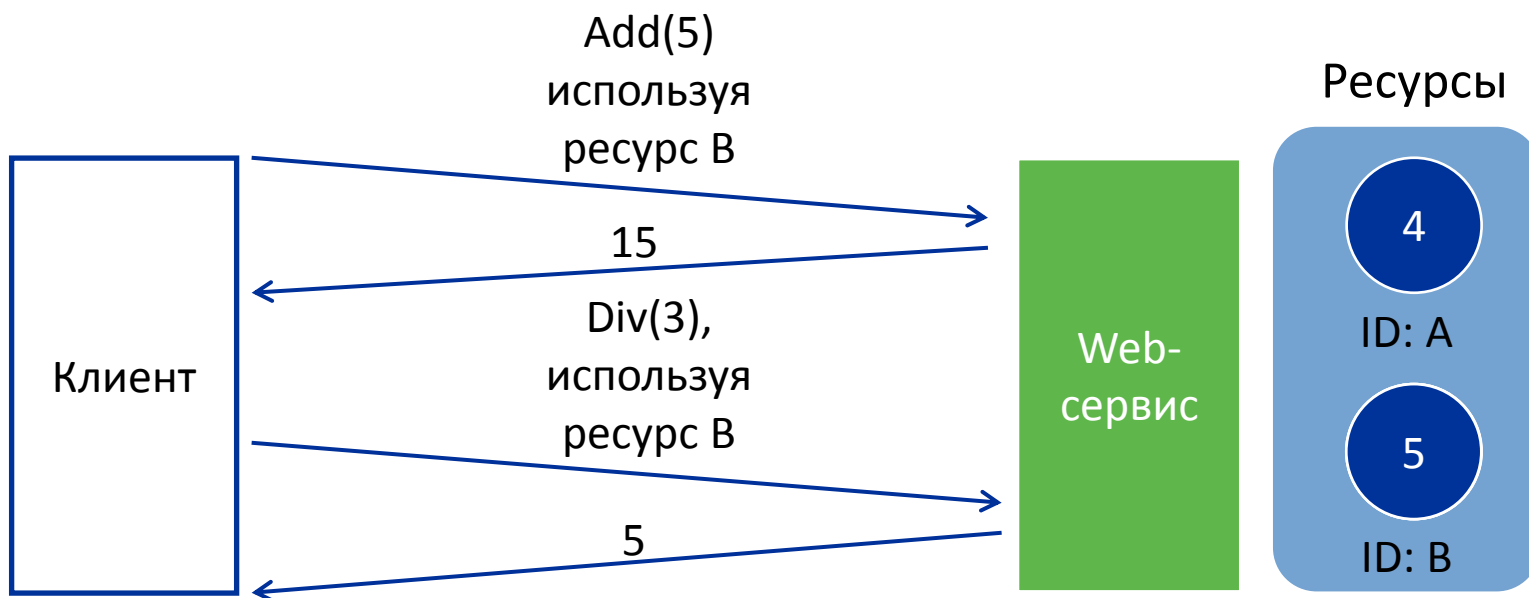 Add(5)
используя
ресурс B
15
Div(3),
используя
ресурс B
5
Клиент
Web-
сервис
Ресурсы
4
ID: A
5
ID: B